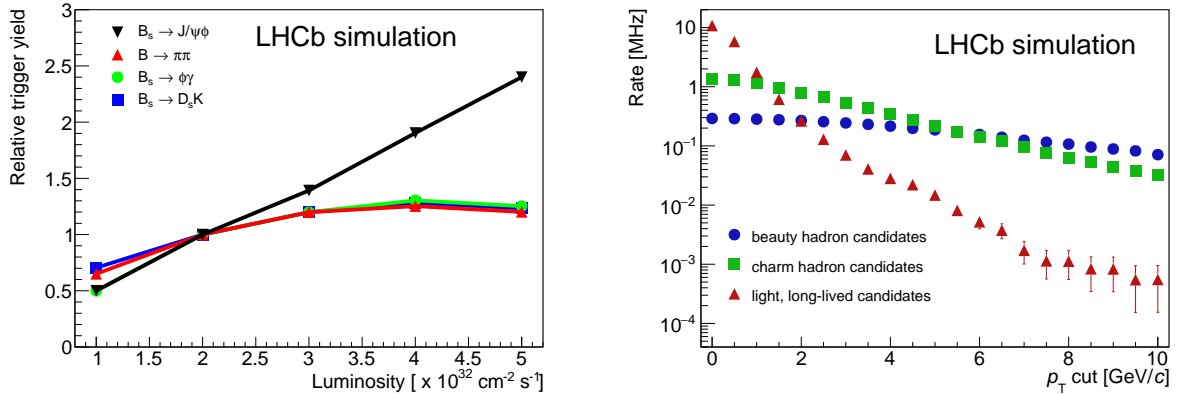 Relative trigger yield
3
2.5
2
1.5
1
0.5
0
B_s → J/ψφ
B → ππ
B_s → φγ
B_s → D_sK
LHCb simulation
1 1.5 2 2.5 3 3.5 4 4.5 5
Luminosity [ x 10^32 cm^-2 s^-1]
Rate [MHz]
10
1
10^−1
10^−2
10^−3
10^−4
LHCb simulation
beauty hadron candidates
charm hadron candidates
light, long-lived candidates
0 2 4 6 8 10
p_T cut [GeV/c]